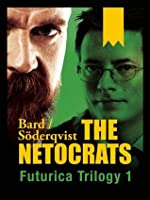 Bard /
Söderqvist
THE
NETOCRATS
Futurica Trilogy 1